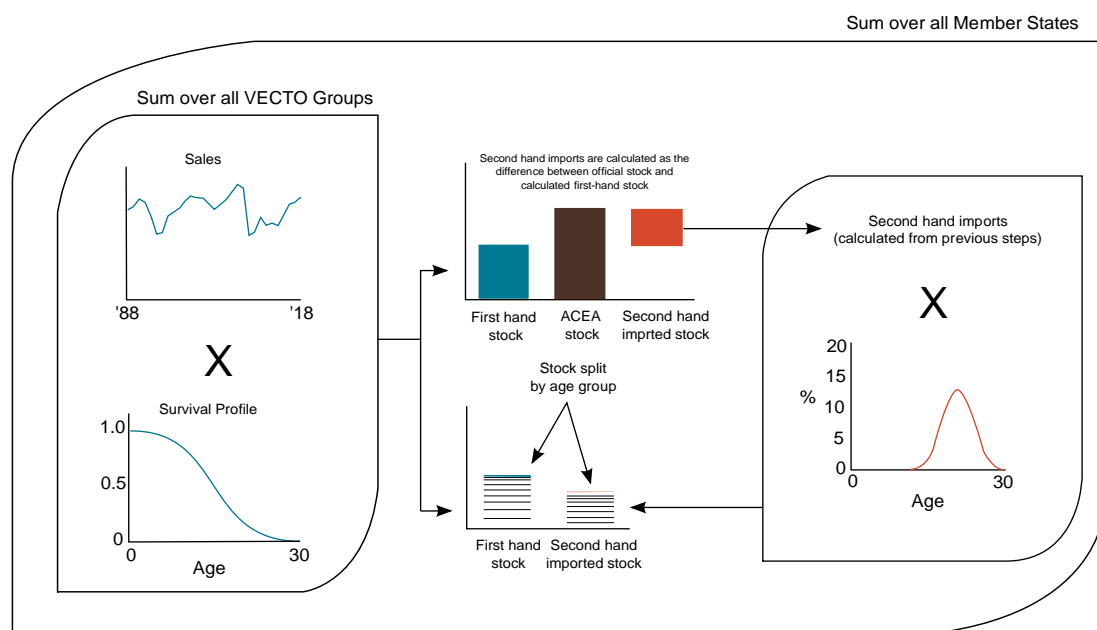 Sum over all Member States
Sum over all VECTO Groups
Sales
'88
'18
X
Survival Profile
1.0
0.5
0
0
30
Age
Second hand imports are calculated as the
difference between official stock and
calculated first-hand stock
First hand
stock
ACEA
stock
Second hand
imprted stock
Stock split
by age group
First hand
stock
Second hand
imported stock
Second hand imports
(calculated from previous steps)
X
20
15
%
10
5
0
0
30
Age